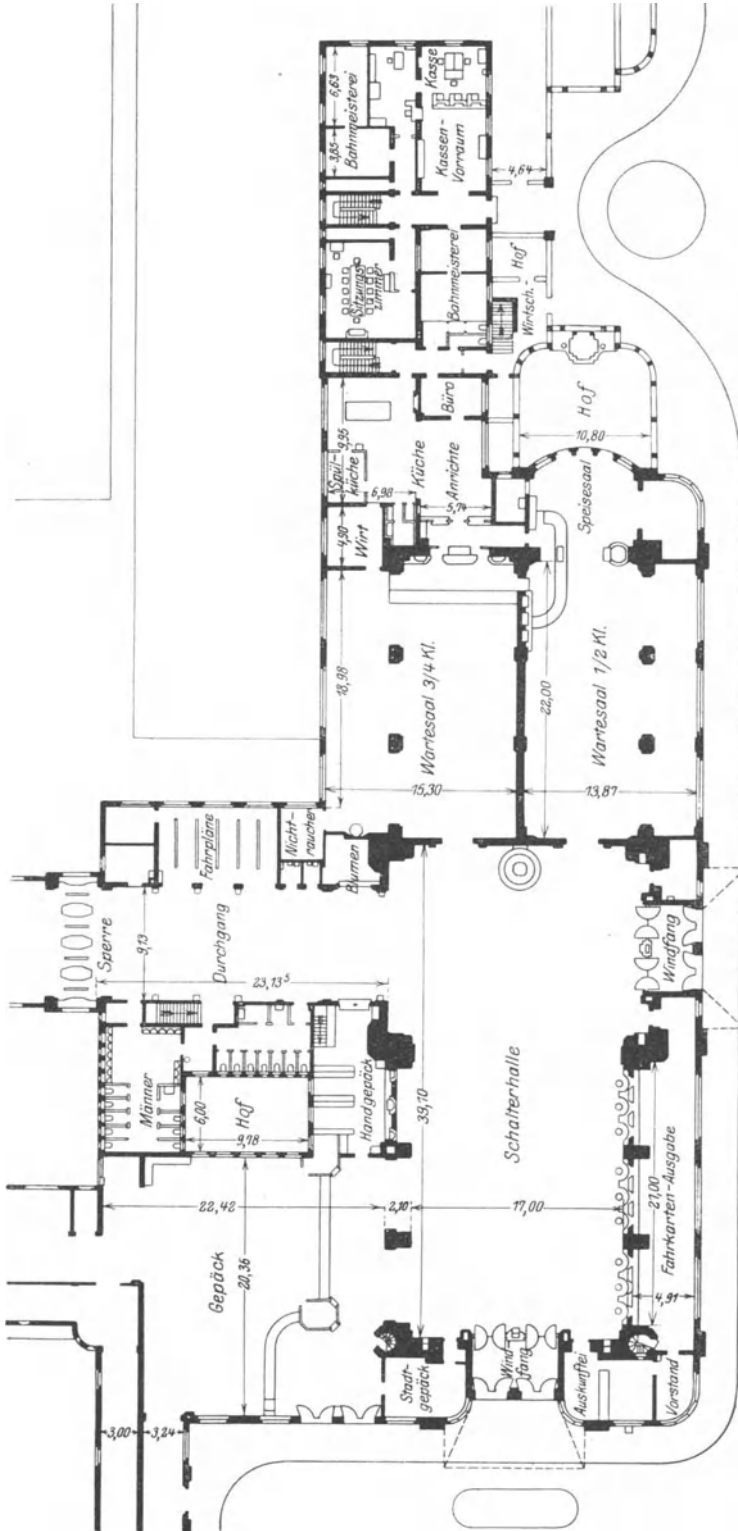 6,63
3,85
Bahnmeisterei
Kasse
Kassen-
Vorraum
4,64
Sitzungs-
zimmer
Bahnmeisterei
Hof
Wirtsch.-
9,95
Spül-
küche
6,98
Küche
Büro
Anrichte
5,74
Hof
10,80
Speisesaal
4,90
Wirt
18,98
Wartesaal 3/4 Kl.
15,30
22,00
Wartesaal 1/2 Kl.
13,87
Fahrpläne
Nicht-
raucher
Blumen
Sperre
9,13
Durchgang
23,13⁵
Windfang
Männer
6,00
Hof
9,78
Handgepäck
39,70
Schalterhalle
22,42
2,10
17,00
Gepäck
20,36
Fahrkarten-Ausgabe
21,00
4,91
Stadt-
gepäck
Wind-
fang
Auskunftei
Vorstand
3,00
3,24